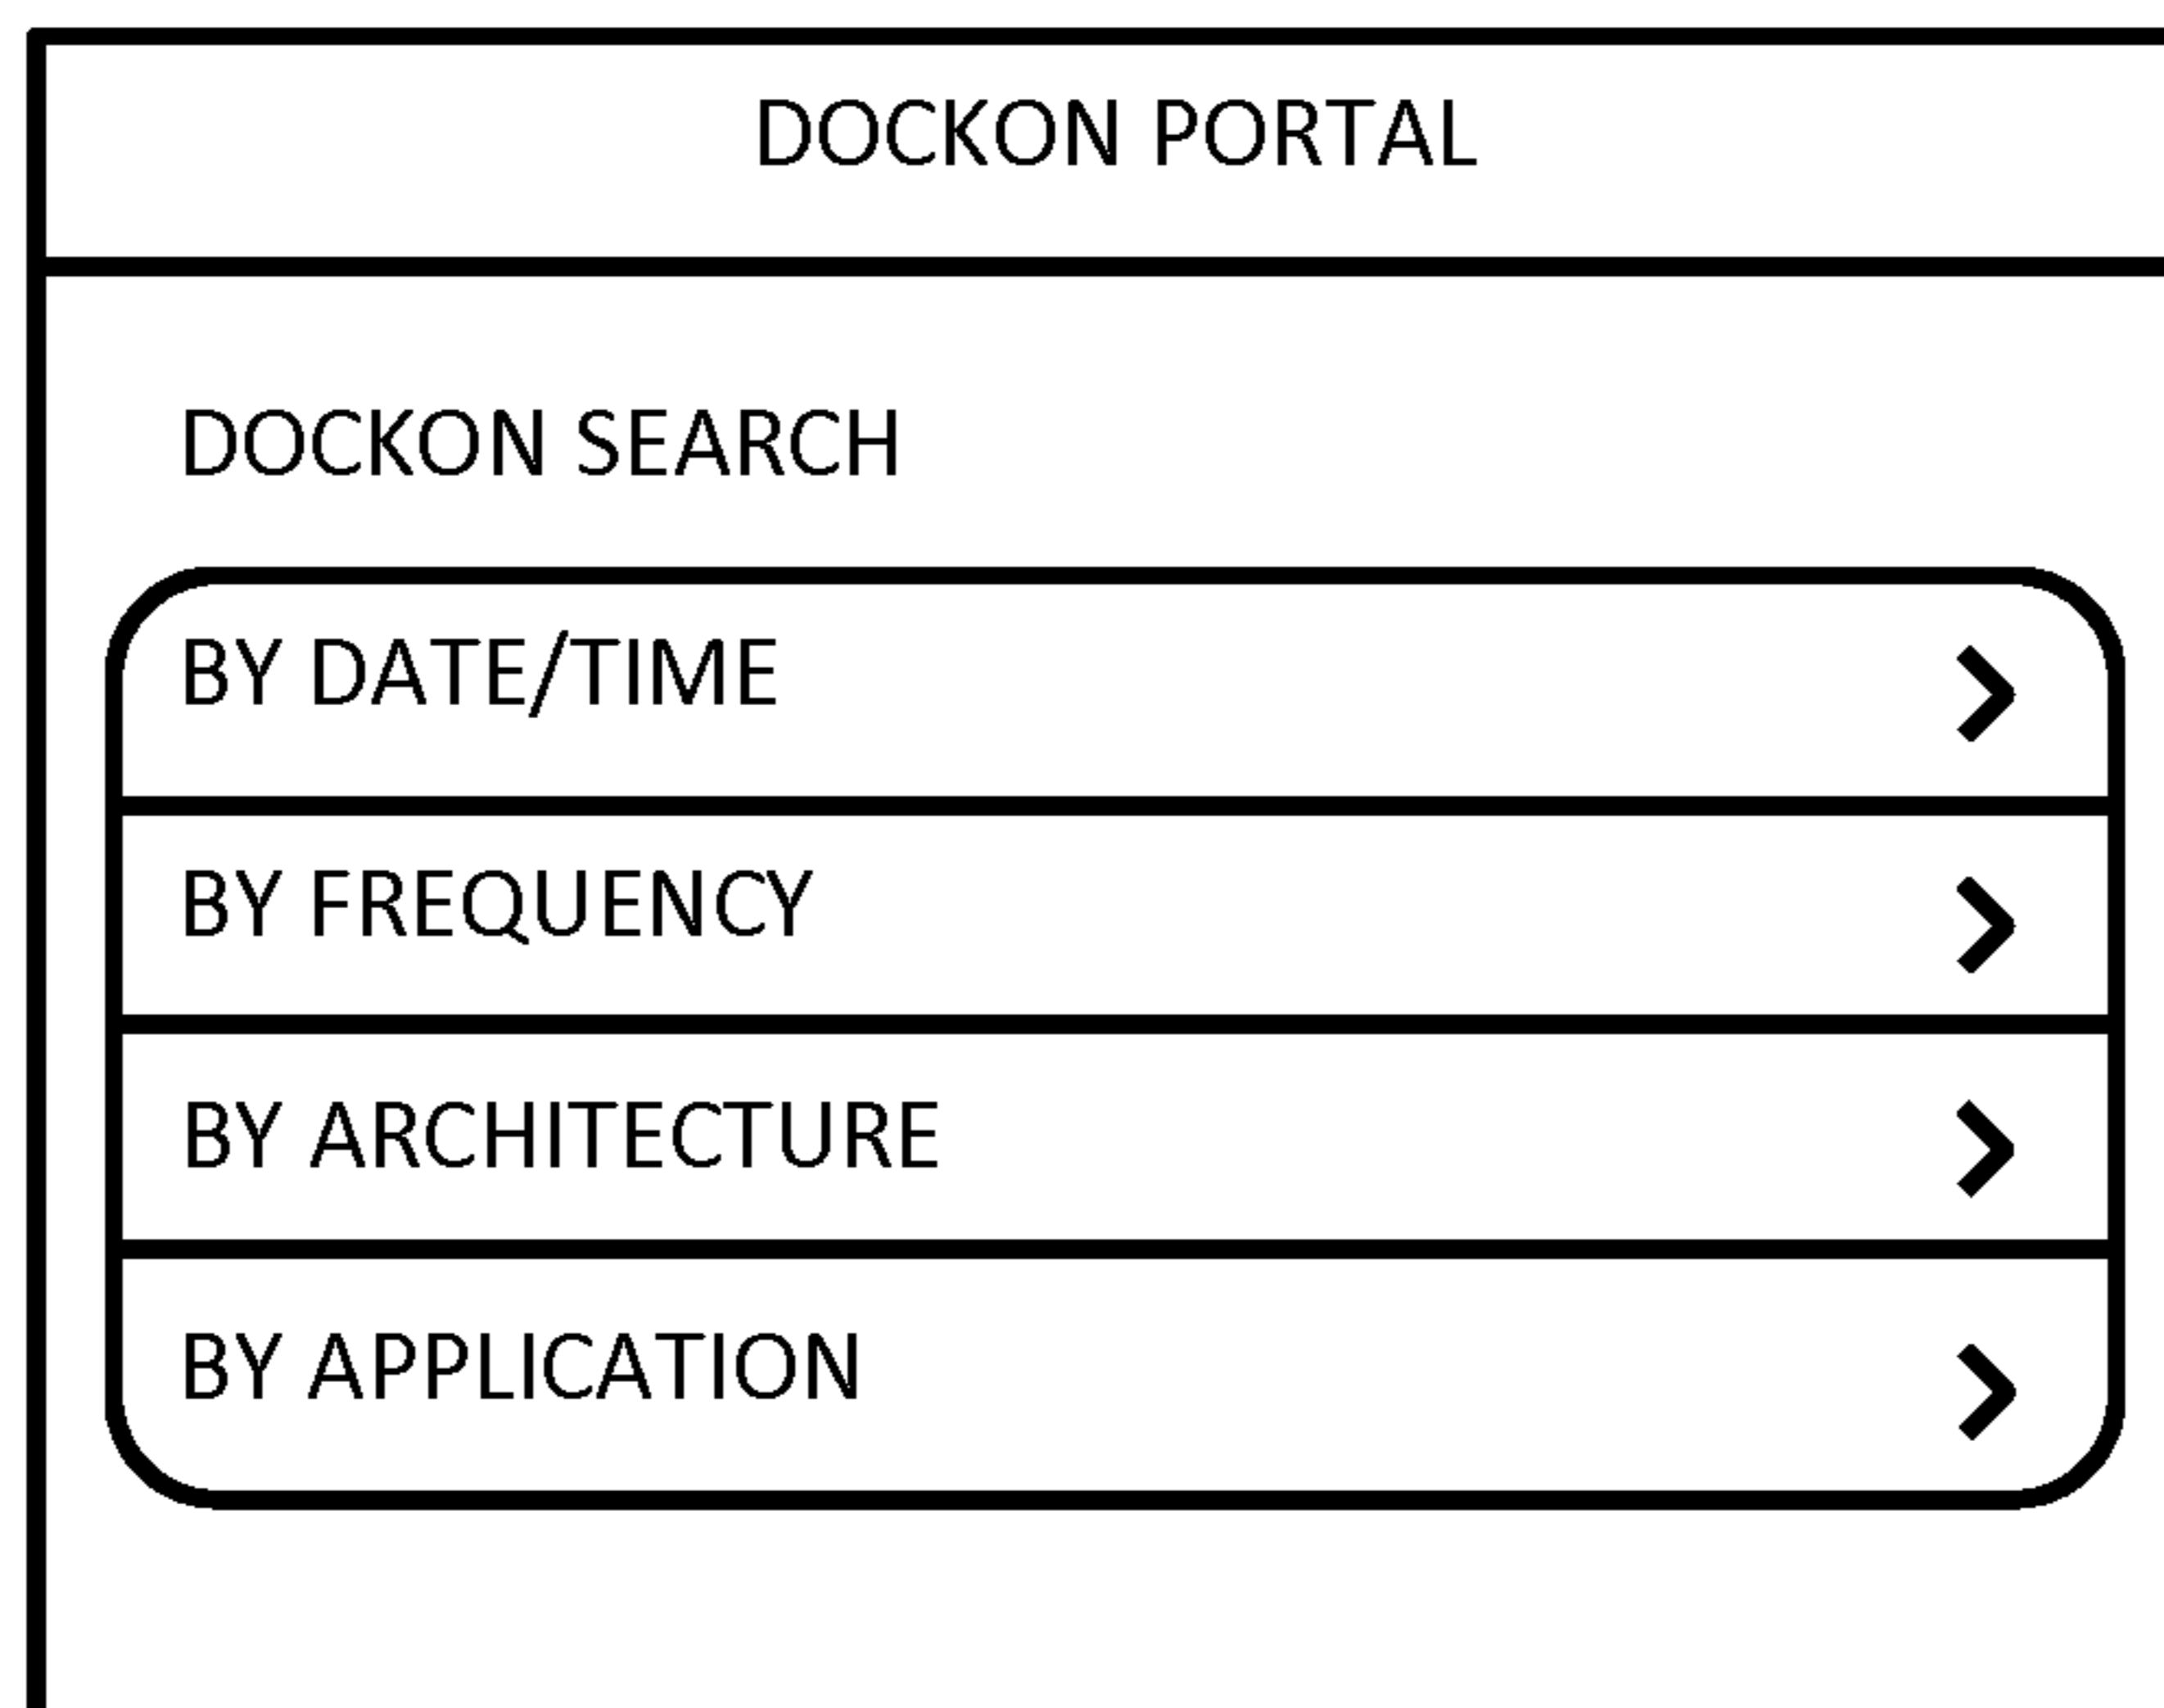 DOCKON PORTAL
DOCKON SEARCH
BY DATE/TIME
BY FREQUENCY
BY ARCHITECTURE
BY APPLICATION